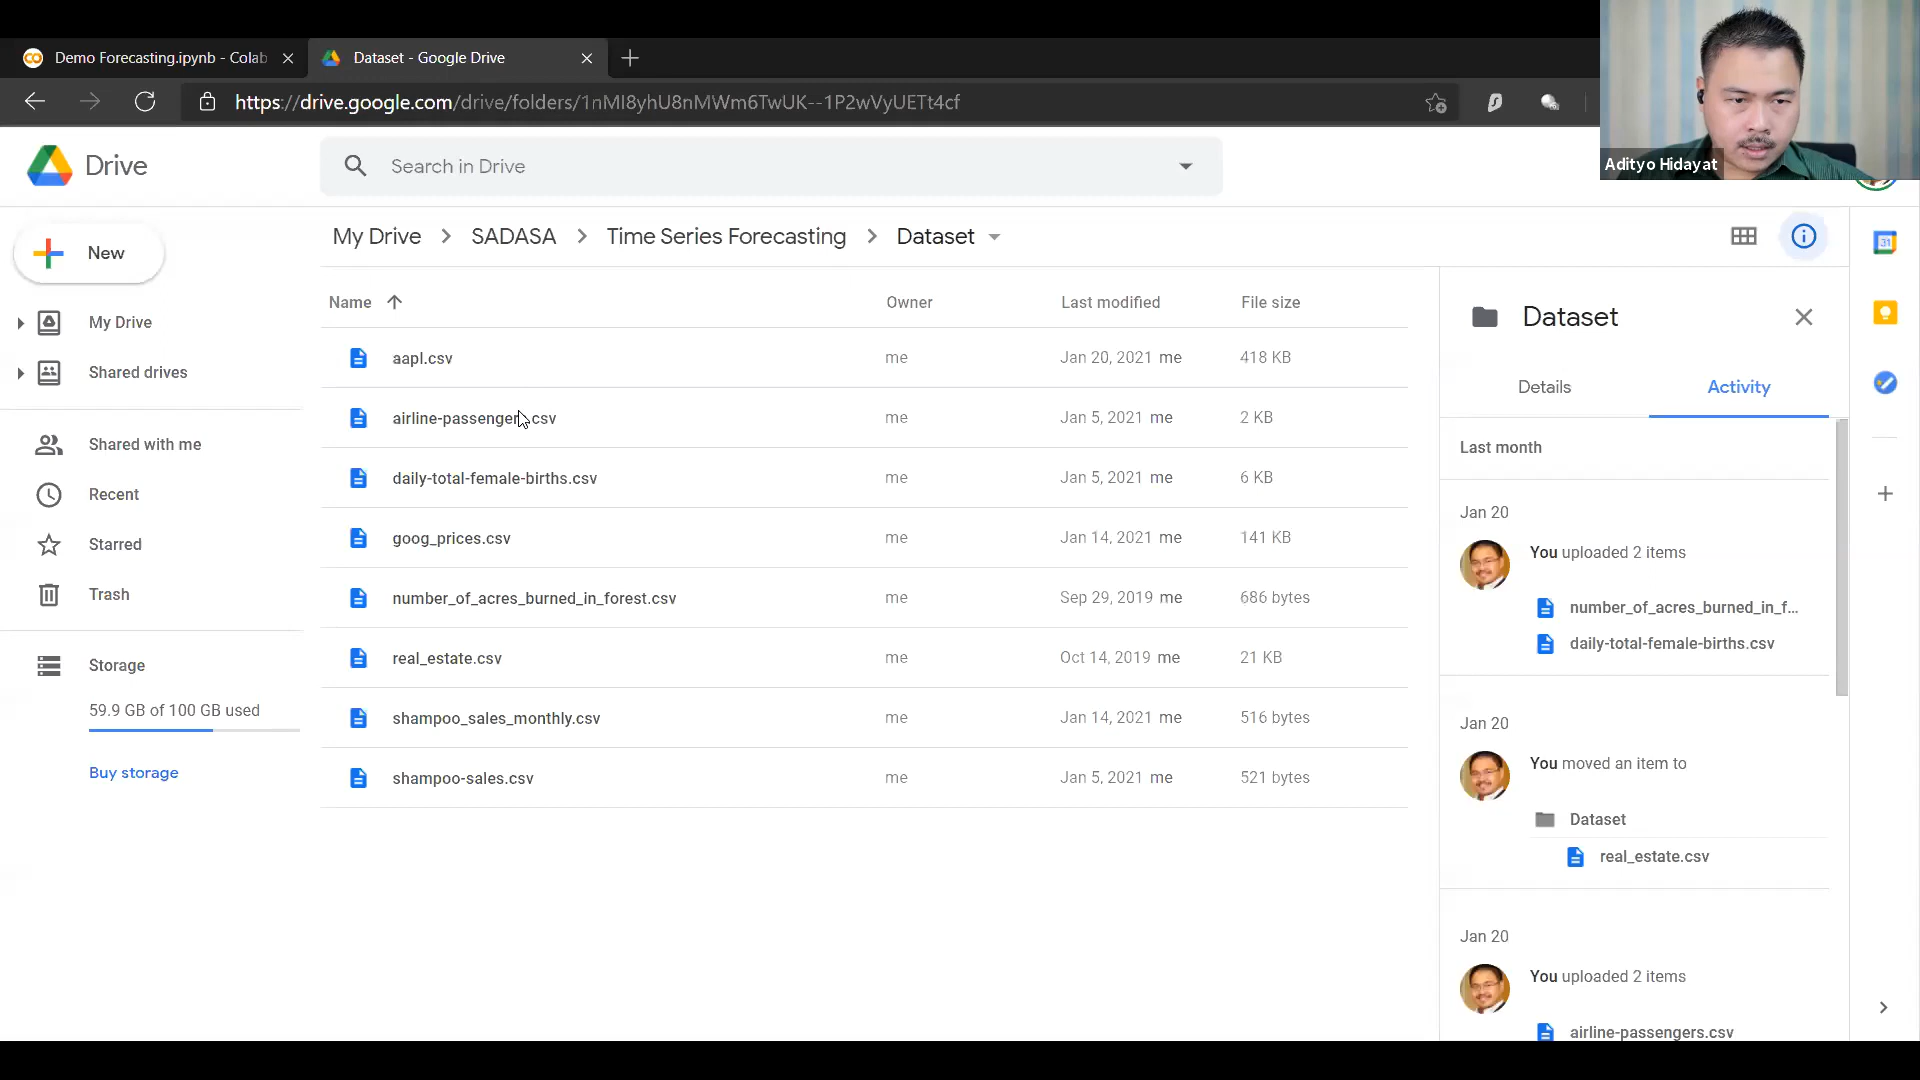 Demo Forecasting.ipynb - Colab
Dataset - Google Drive
https://drive.google.com/drive/folders/1nMI8yhU8nMWm6TwUK--1P2wVyUETt4cf
Adityo Hidayat
Drive
Search in Drive
New
My Drive
Shared drives
Shared with me
Recent
Starred
Trash
Storage
59.9 GB of 100 GB used
Buy storage
My Drive > SADASA > Time Series Forecasting > Dataset
Name Owner Last modified File size
aapl.csv me Jan 20, 2021 me 418 KB
airline-passengers.csv me Jan 5, 2021 me 2 KB
daily-total-female-births.csv me Jan 5, 2021 me 6 KB
goog_prices.csv me Jan 14, 2021 me 141 KB
number_of_acres_burned_in_forest.csv me Sep 29, 2019 me 686 bytes
real_estate.csv me Oct 14, 2019 me 21 KB
shampoo_sales_monthly.csv me Jan 14, 2021 me 516 bytes
shampoo-sales.csv me Jan 5, 2021 me 521 bytes
Dataset
Details Activity
Last month
Jan 20
You uploaded 2 items
number_of_acres_burned_in_f...
daily-total-female-births.csv
Jan 20
You moved an item to
Dataset
real_estate.csv
Jan 20
You uploaded 2 items
airline-passengers.csv
31